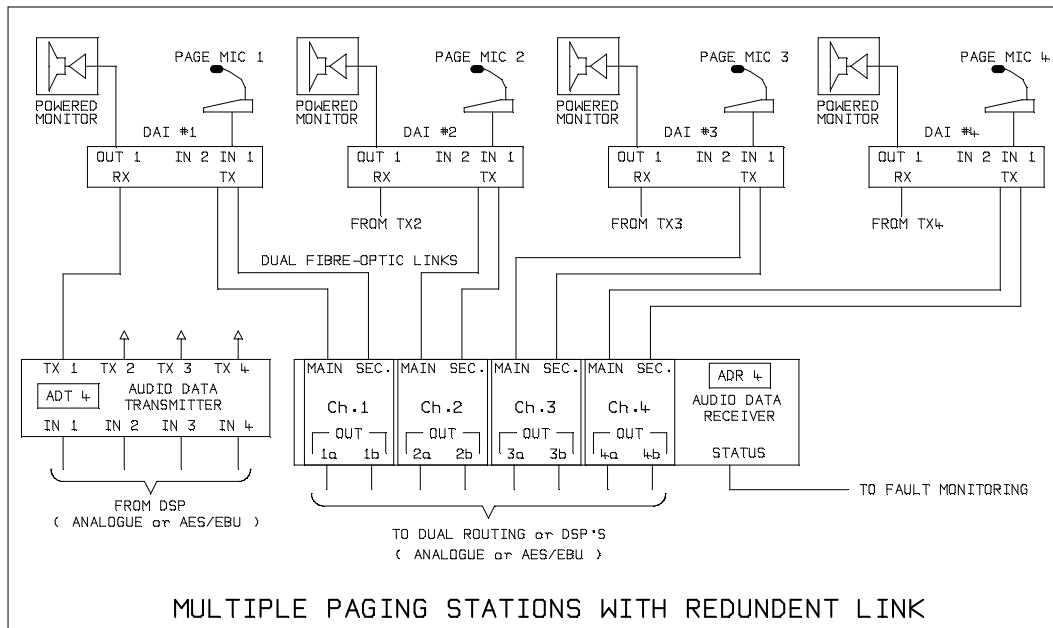 PAGE MIC 1
POWERED
MONITOR
DAI #1
OUT 1 IN 2 IN 1
RX TX
PAGE MIC 2
POWERED
MONITOR
DAI #2
OUT 1 IN 2 IN 1
RX TX
FROM TX2
PAGE MIC 3
POWERED
MONITOR
DAI #3
OUT 1 IN 2 IN 1
RX TX
FROM TX3
PAGE MIC 4
POWERED
MONITOR
DAI #4
OUT 1 IN 2 IN 1
RX TX
FROM TX4
DUAL FIBRE-OPTIC LINKS
TX 1 TX 2 TX 3 TX 4
ADT 4
AUDIO DATA
TRANSMITTER
IN 1 IN 2 IN 3 IN 4
FROM DSP
( ANALOGUE or AES/EBU )
MAIN SEC.
Ch.1
OUT
1a 1b
MAIN SEC.
Ch.2
OUT
2a 2b
MAIN SEC.
Ch.3
OUT
3a 3b
MAIN SEC.
Ch.4
OUT
4a 4b
ADR 4
AUDIO DATA
RECEIVER
STATUS
TO FAULT MONITORING
TO DUAL ROUTING or DSP'S
( ANALOGUE or AES/EBU )
MULTIPLE PAGING STATIONS WITH REDUNDENT LINK